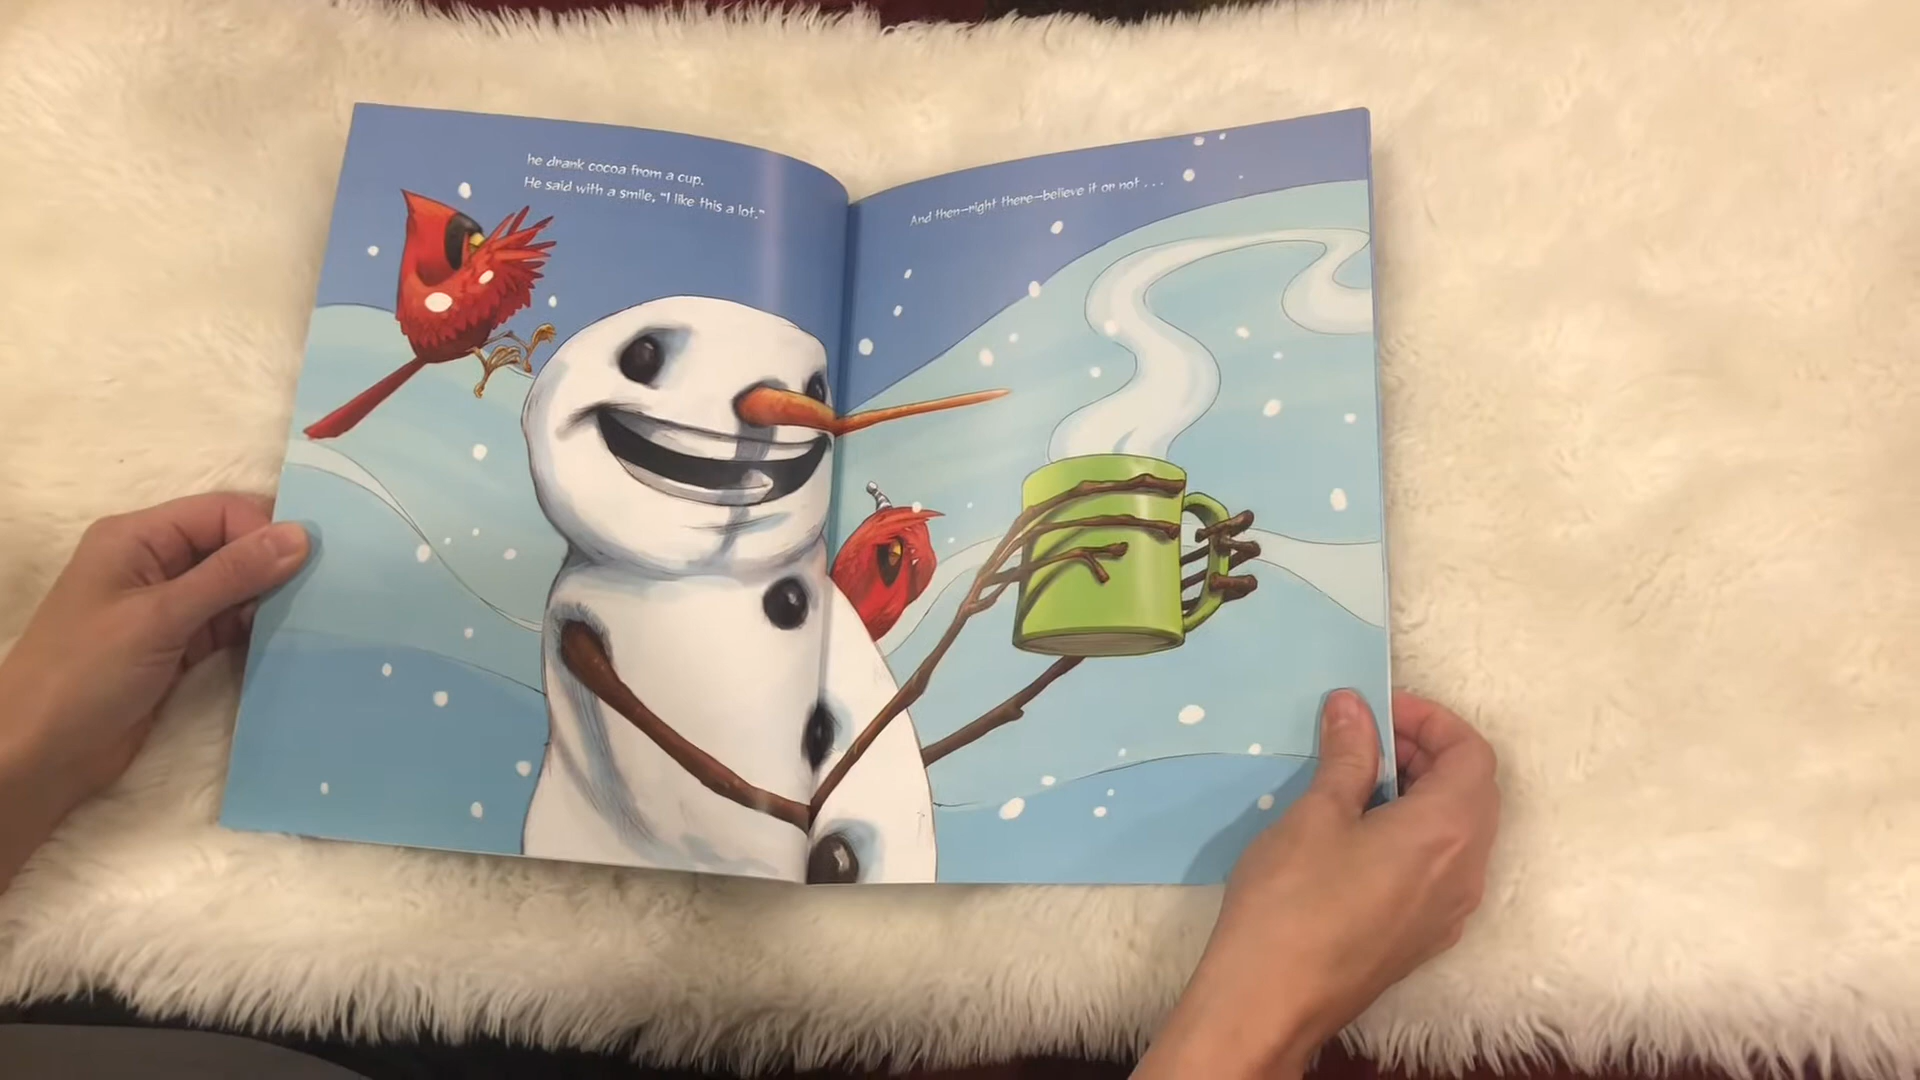 he drank cocoa from a cup.
He said with a smile, "I like this a lot."
And then—right there—believe it or not . . .